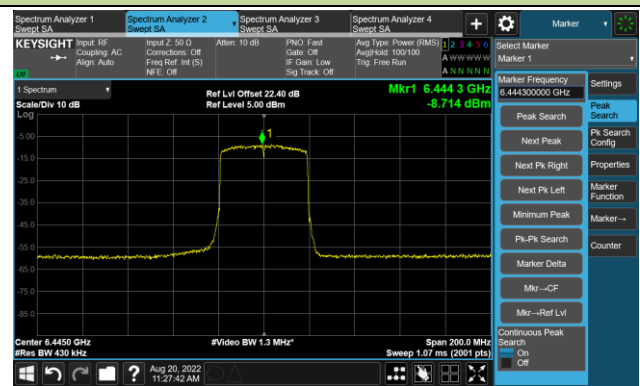 Spectrum Analyzer 1
Swept SA
Spectrum Analyzer 2
Swept SA
Spectrum Analyzer 3
Swept SA
Spectrum Analyzer 4
Swept SA
+
Marker
KEYSIGHT
Input: RF
Coupling: AC
Align: Auto
Input Z: 50 Ω
Corrections: Off
Freq Ref: Int (S)
NFE: Off
Atten: 10 dB
PNO: Fast
Gate: Off
IF Gain: Low
Sig Track: Off
Avg Type: Power (RMS)
Avg|Hold: 100/100
Trig: Free Run
1 2 3 4 5 6
A W W W W W
A N N N N N
LXI
1 Spectrum
Scale/Div 10 dB
Log
Ref Lvl Offset 22.40 dB
Ref Level 5.00 dBm
Mkr1 6.444 3 GHz
-8.714 dBm
1
-5.00
-15.0
-25.0
-35.0
-45.0
-55.0
-65.0
-75.0
-85.0
Center 6.4450 GHz
#Res BW 430 kHz
#Video BW 1.3 MHz*
Span 200.0 MHz
Sweep 1.07 ms (2001 pts)
Select Marker
Marker 1
Marker Frequency
6.444300000 GHz
Peak Search
Next Peak
Next Pk Right
Next Pk Left
Minimum Peak
Pk-Pk Search
Marker Delta
Mkr→CF
Mkr→Ref Lvl
Continuous Peak
Search
On
Off
Settings
Peak
Search
Pk Search
Config
Properties
Marker
Function
Marker→
Counter
?
Aug 20, 2022
11:27:42 AM